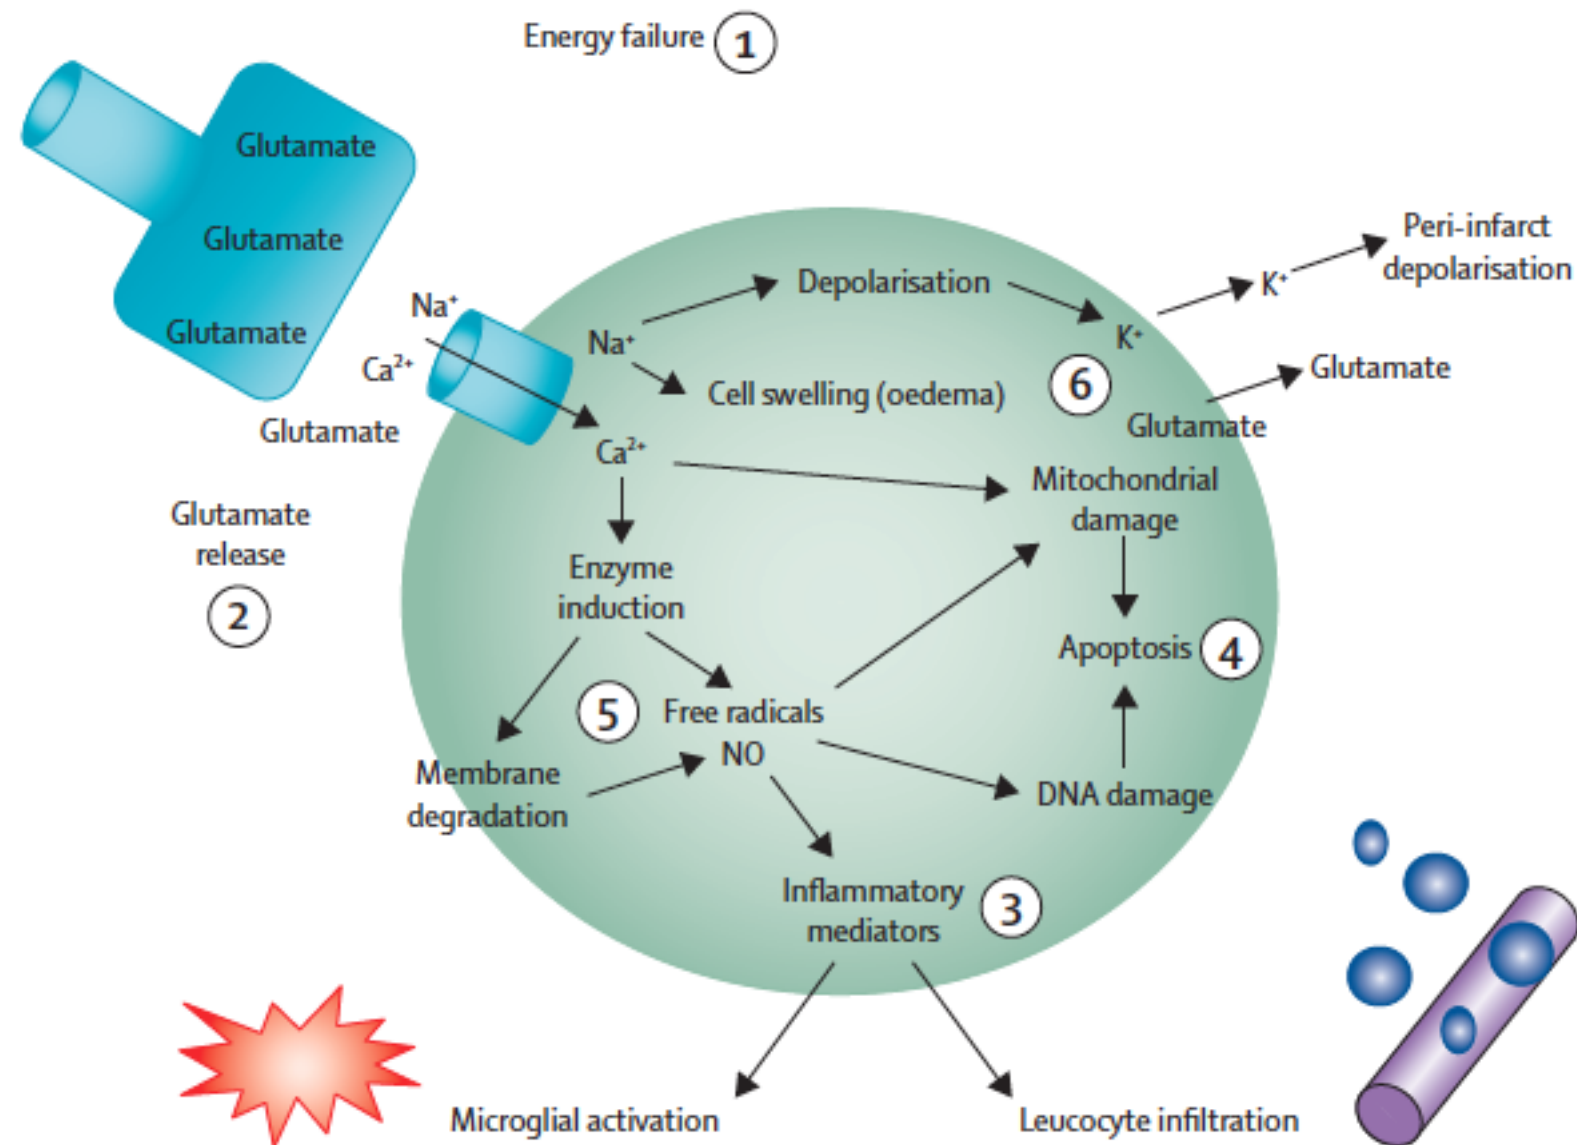 Energy failure 1
Glutamate
Glutamate
Glutamate
Na⁺
Ca²⁺
Glutamate
Glutamate
release
2
Na⁺
Ca²⁺
Depolarisation
Cell swelling (oedema)
K⁺
K⁺
Peri-infarct
depolarisation
6
Glutamate
Glutamate
Mitochondrial
damage
Enzyme
induction
Apoptosis 4
5 Free radicals
NO
Membrane
degradation
DNA damage
Inflammatory
mediators
3
Microglial activation
Leucocyte infiltration